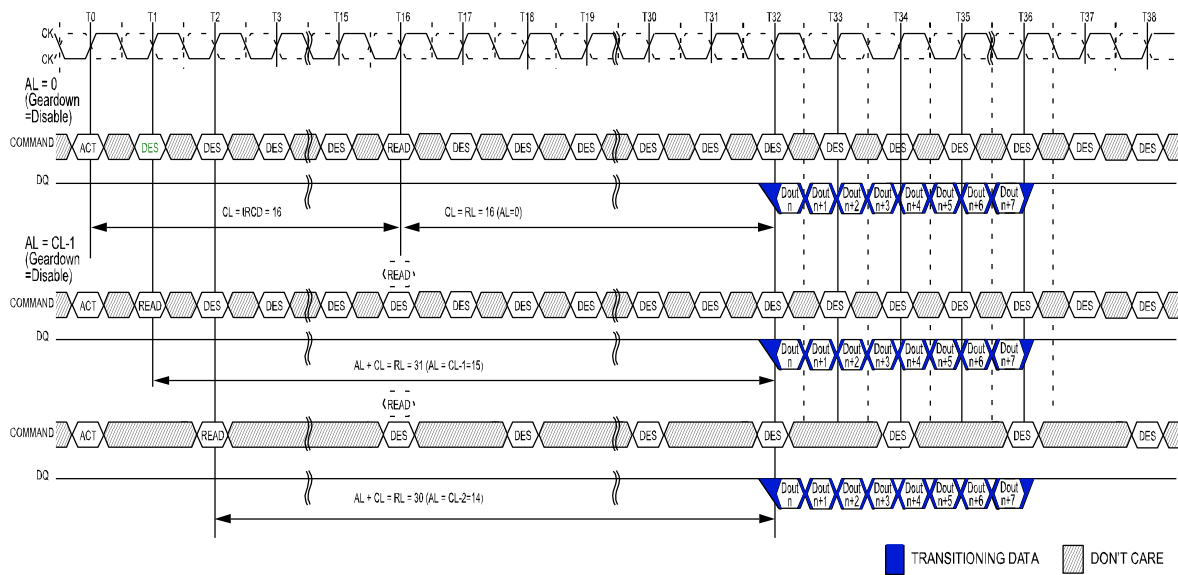 T0 T1 T2 T3 T15 T16 T17 T18 T19 T30 T31 T32 T33 T34 T35 T36 T37 T38
CK
CK
AL = 0
(Geardown
=Disable)
COMMAND ACT DES DES DES DES READ DES DES DES DES DES DES DES DES DES DES DES DES
DQ
Dout n Dout n+1 Dout n+2 Dout n+3 Dout n+4 Dout n+5 Dout n+6 Dout n+7
CL = tRCD = 16 CL = RL = 16 (AL=0)
AL = CL-1
(Geardown
=Disable)
READ
COMMAND ACT READ DES DES DES DES DES DES DES DES DES DES DES DES DES DES DES DES
DQ
Dout n Dout n+1 Dout n+2 Dout n+3 Dout n+4 Dout n+5 Dout n+6 Dout n+7
AL + CL = RL = 31 (AL = CL-1=15)
READ
COMMAND ACT READ DES DES DES DES DES DES DES
DQ
Dout n Dout n+1 Dout n+2 Dout n+3 Dout n+4 Dout n+5 Dout n+6 Dout n+7
AL + CL = RL = 30 (AL = CL-2=14)
TRANSITIONING DATA DON'T CARE